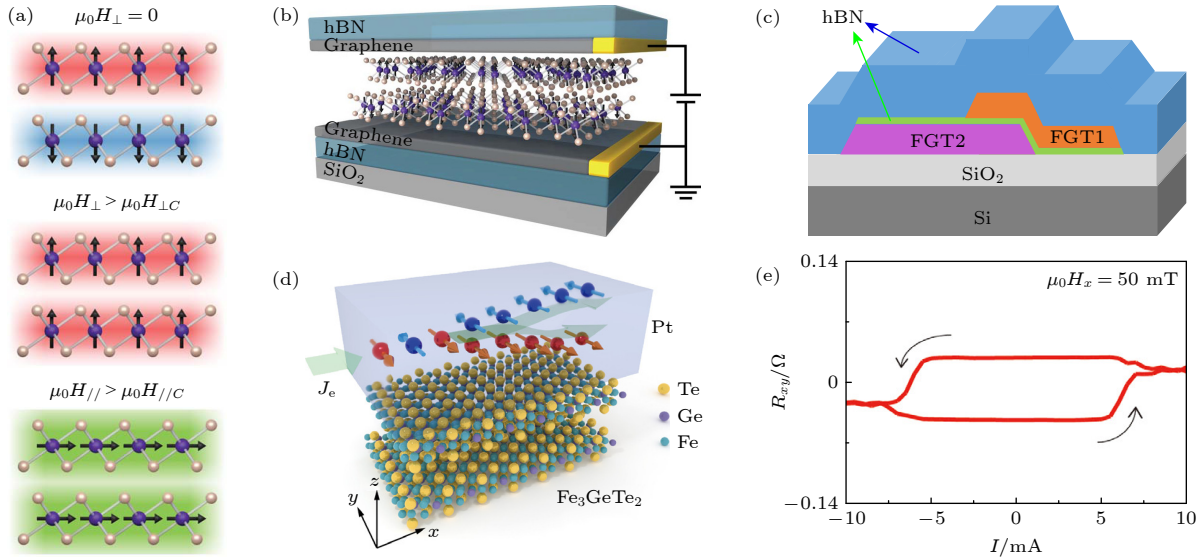 (a)
μ₀H⊥ = 0
μ₀H⊥ > μ₀H⊥C
μ₀H// > μ₀H//C
(b)
hBN
Graphene
Graphene
hBN
SiO₂
(c)
hBN
FGT2
FGT1
SiO₂
Si
(d)
Pt
Jₑ
Te
Ge
Fe
z
y
x
Fe₃GeTe₂
(e)
0.14
μ₀Hₓ = 50 mT
Rxy/Ω
0
−0.14
−10
−5
0
5
10
I/mA